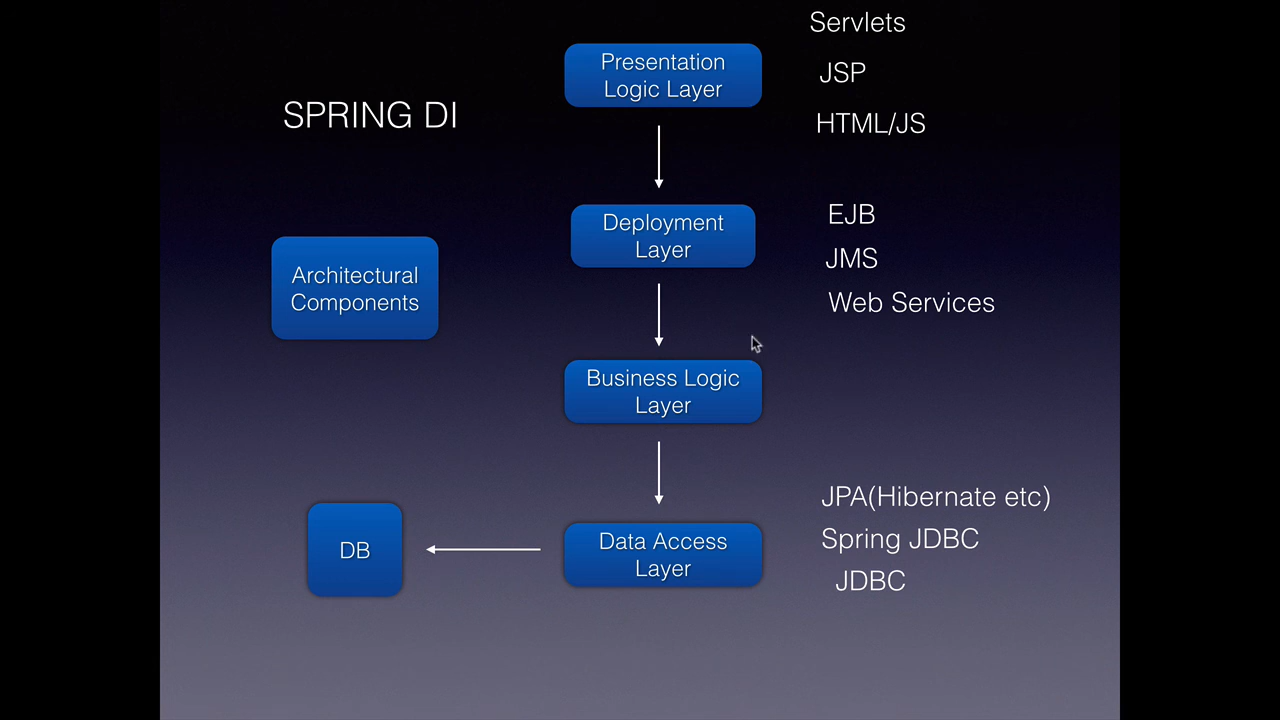 Servlets
Presentation
Logic Layer
JSP
SPRING DI
HTML/JS
Deployment
Layer
EJB
JMS
Web Services
Architectural
Components
Business Logic
Layer
JPA(Hibernate etc)
Spring JDBC
JDBC
Data Access
Layer
DB